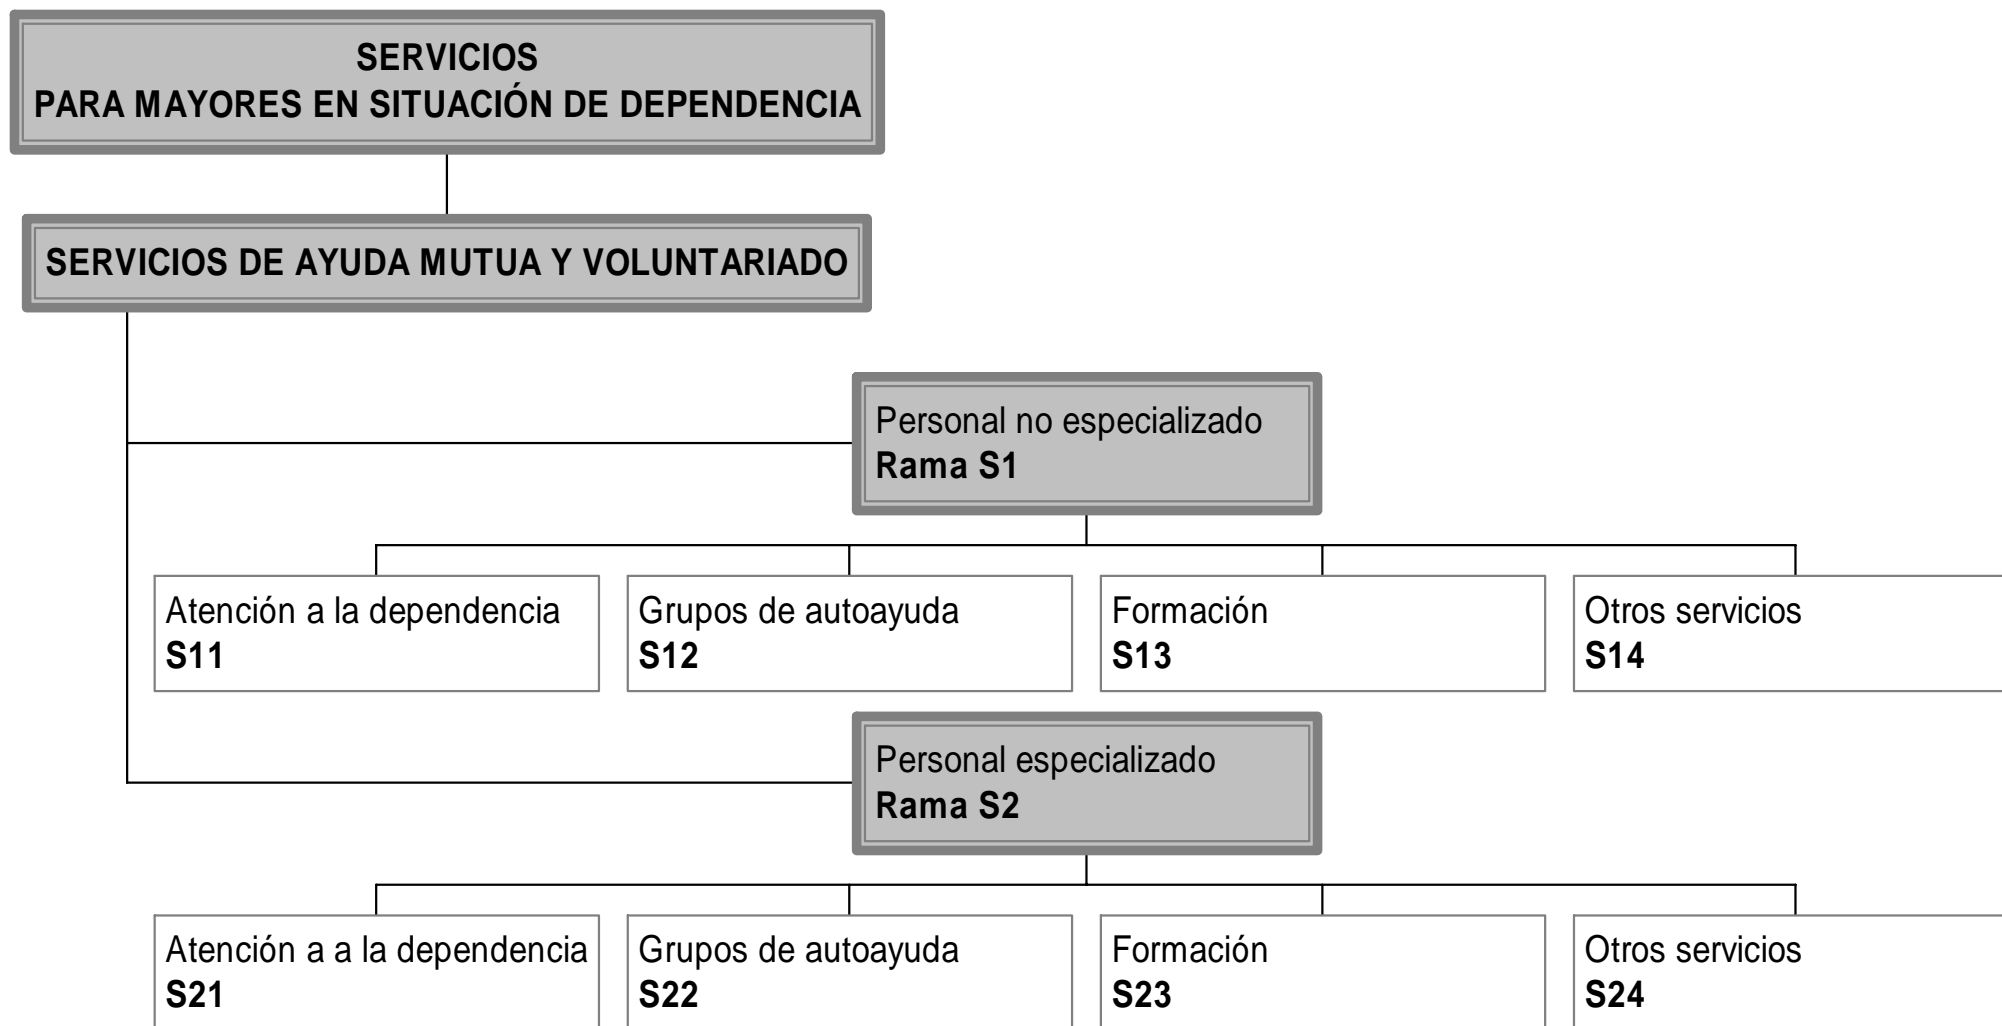 SERVICIOS
PARA MAYORES EN SITUACIÓN DE DEPENDENCIA
SERVICIOS DE AYUDA MUTUA Y VOLUNTARIADO
Personal no especializado
Rama S1
Atención a la dependencia
S11
Grupos de autoayuda
S12
Formación
S13
Otros servicios
S14
Personal especializado
Rama S2
Atención a a la dependencia
S21
Grupos de autoayuda
S22
Formación
S23
Otros servicios
S24